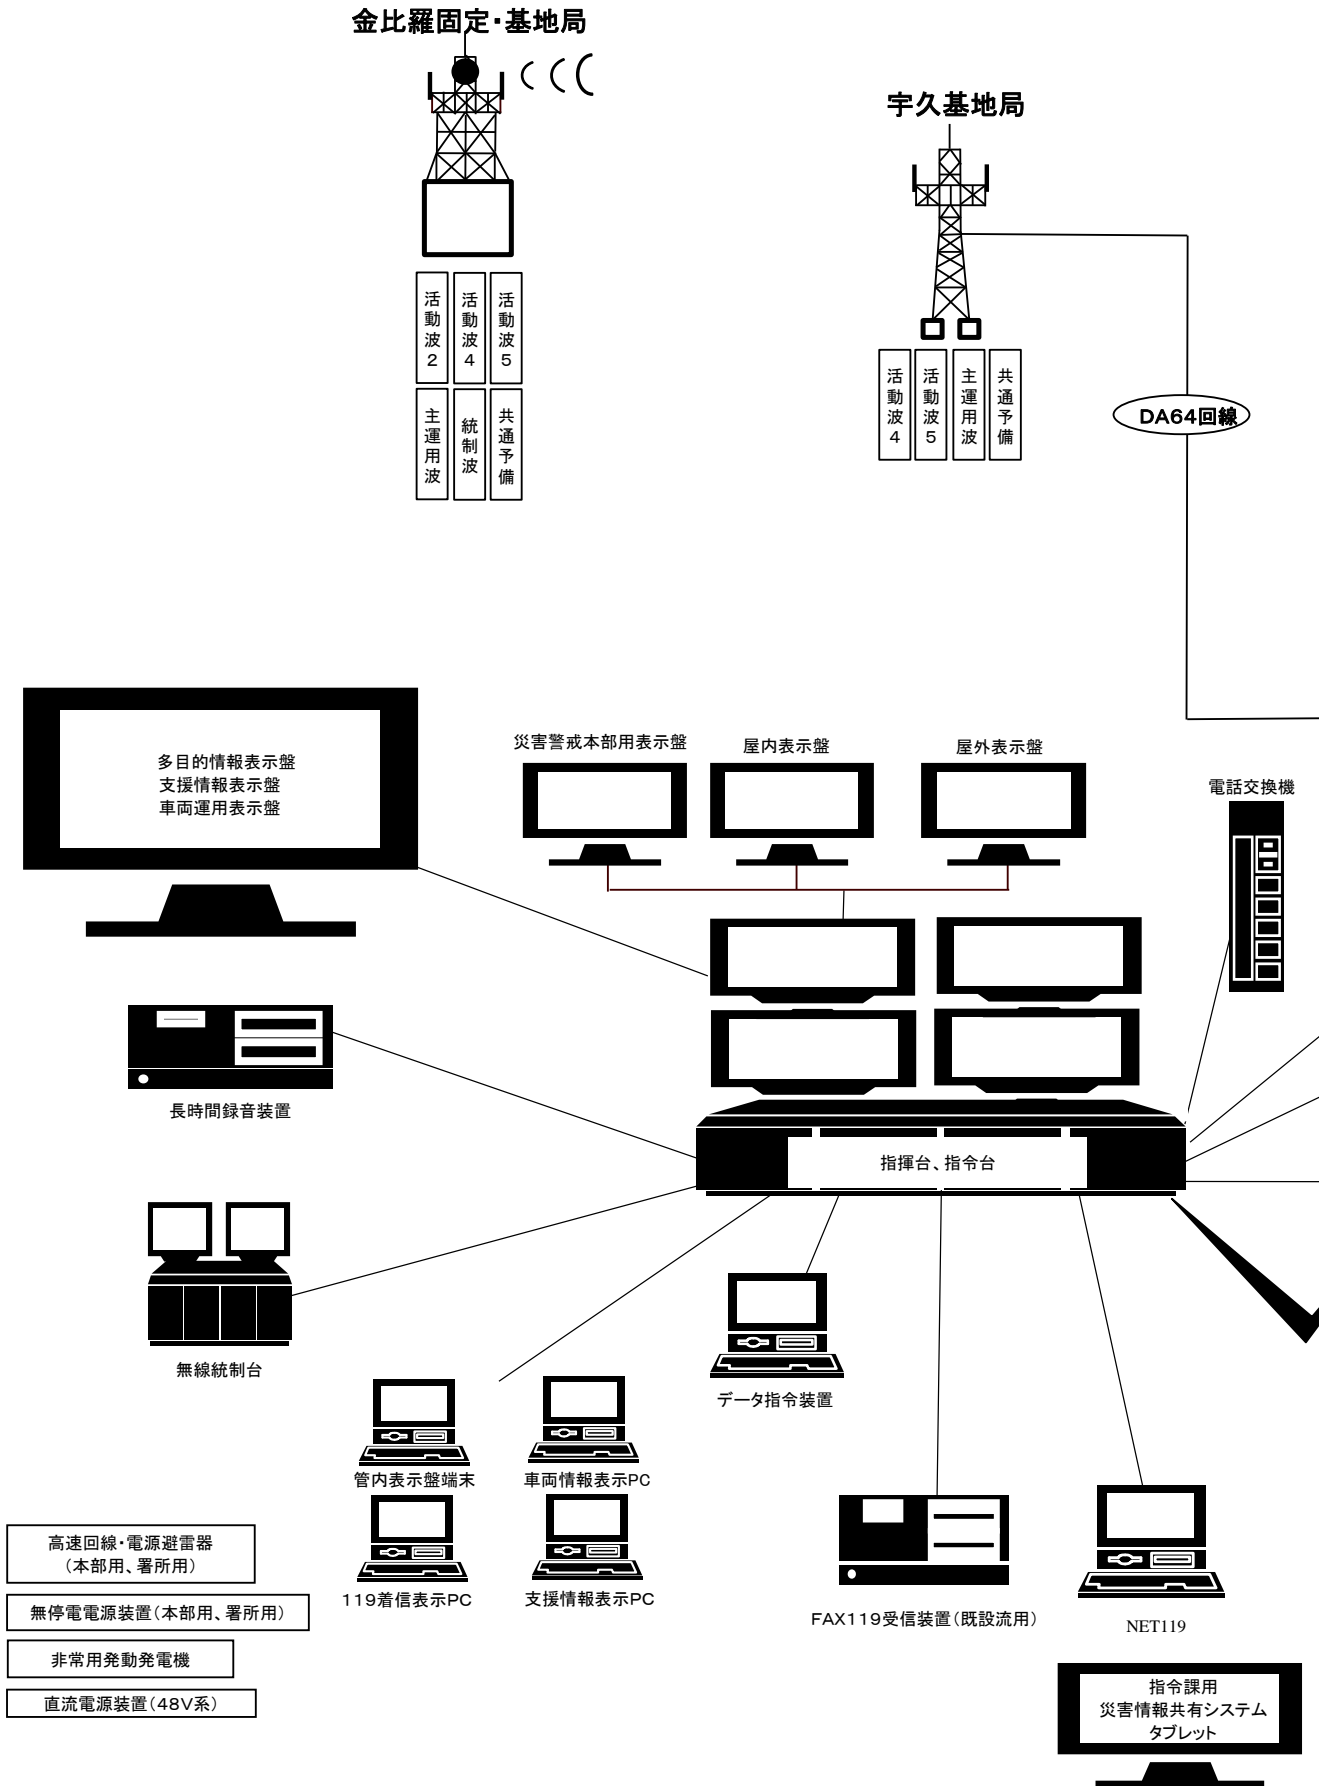 金比羅固定・基地局
宇久基地局
活動波2
活動波4
活動波5
主運用波
統制波
共通予備
活動波4
活動波5
主運用波
共通予備
DA64回線
多目的情報表示盤
支援情報表示盤
車両運用表示盤
災害警戒本部用表示盤
屋内表示盤
屋外表示盤
電話交換機
長時間録音装置
指揮台、指令台
無線統制台
データ指令装置
管内表示盤端末
車両情報表示PC
119着信表示PC
支援情報表示PC
FAX119受信装置(既設流用)
NET119
高速回線・電源避雷器
(本部用、署所用)
無停電電源装置(本部用、署所用)
非常用発動発電機
直流電源装置(48V系)
指令課用
災害情報共有システム
タブレット